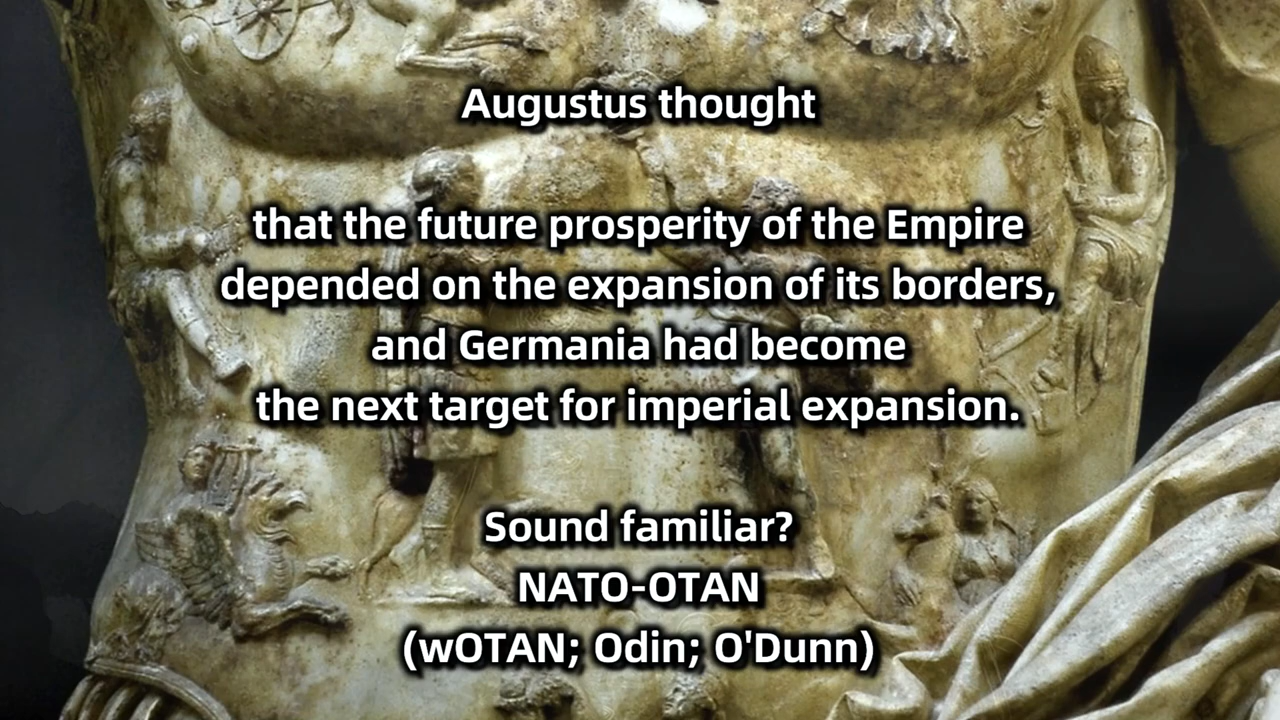 Augustus thought
that the future prosperity of the Empire
depended on the expansion of its borders,
and Germania had become
the next target for imperial expansion.
Sound familiar?
NATO-OTAN
(wOTAN; Odin; O'Dunn)